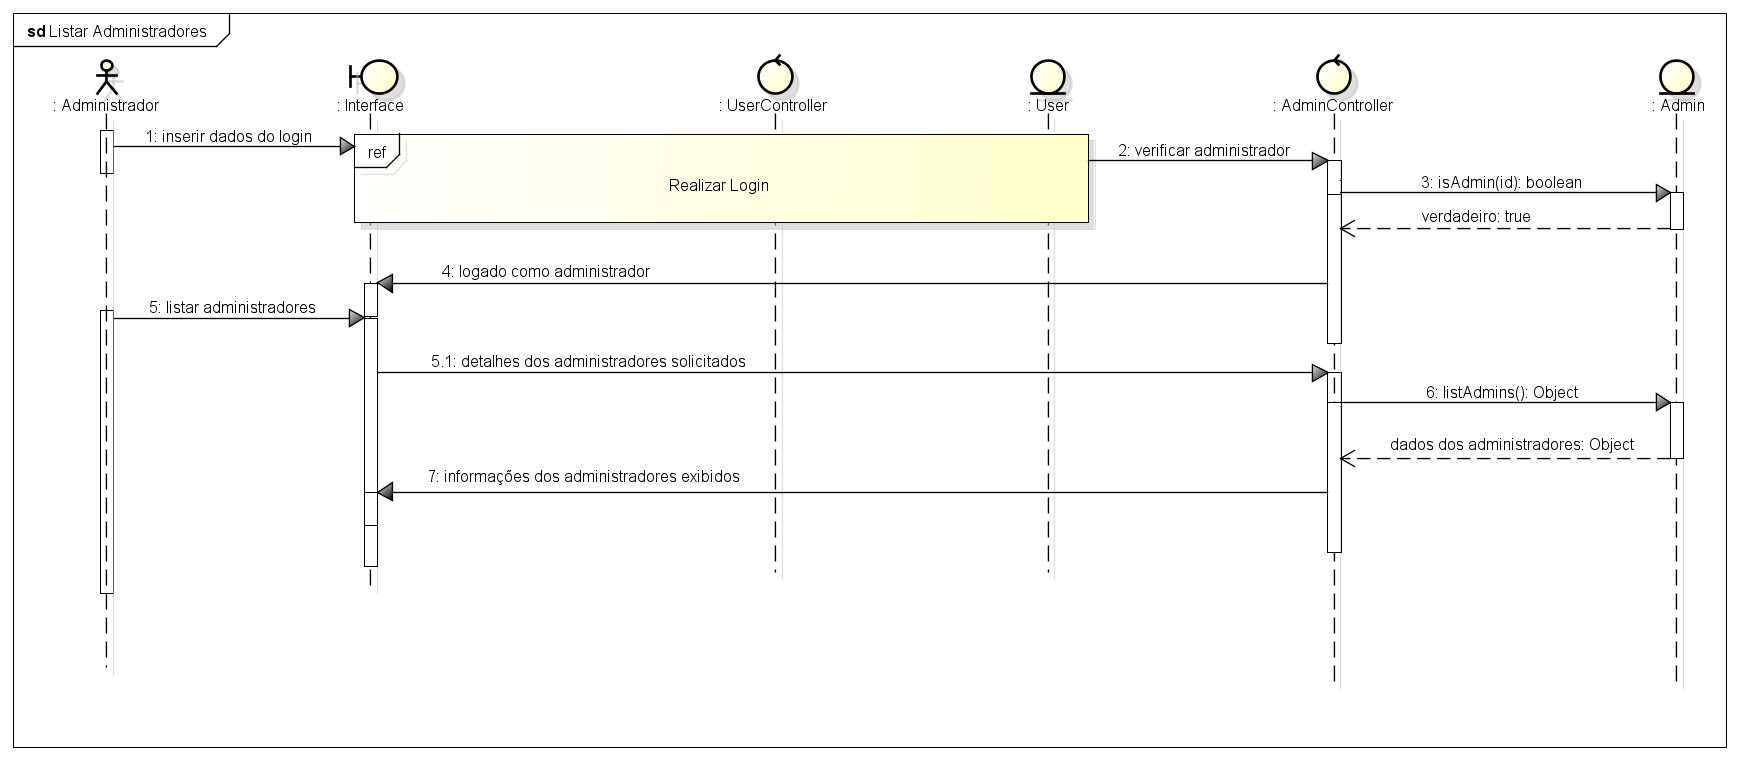 sd Listar Administradores
: Administrador
: Interface
: UserController
: User
: AdminController
: Admin
1: inserir dados do login
ref
Realizar Login
2: verificar administrador
3: isAdmin(id): boolean
verdadeiro: true
4: logado como administrador
5: listar administradores
5.1: detalhes dos administradores solicitados
6: listAdmins(): Object
dados dos administradores: Object
7: informações dos administradores exibidos